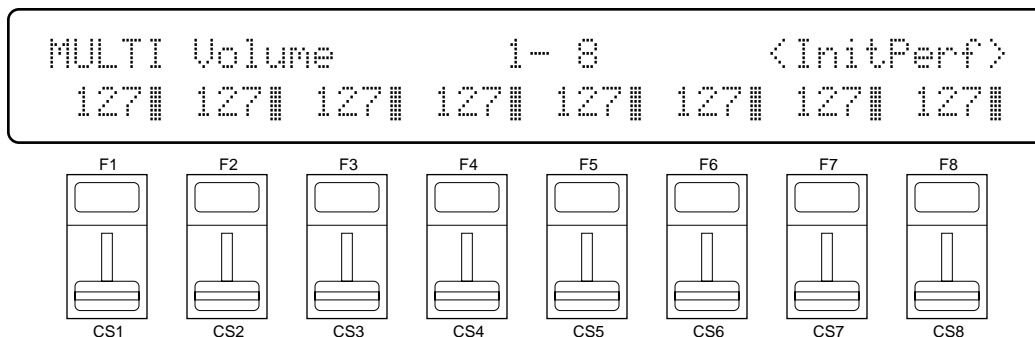 MULTI Volume 1- 8 <InitPerf>
127 127 127 127 127 127 127 127
F1 F2 F3 F4 F5 F6 F7 F8
CS1 CS2 CS3 CS4 CS5 CS6 CS7 CS8